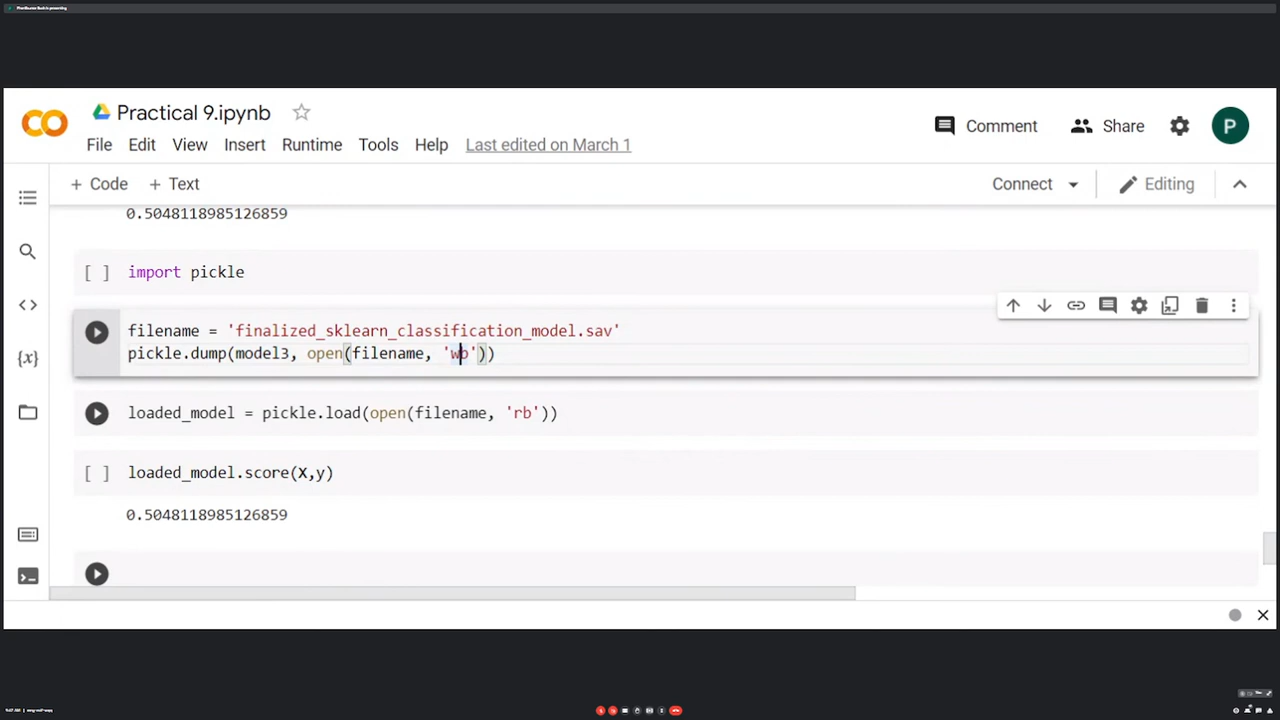 Practical 9.ipynb
Comment
Share
P
File Edit View Insert Runtime Tools Help Last edited on March 1
+ Code + Text
Connect
Editing
0.5048118985126859
[ ] import pickle
filename = 'finalized_sklearn_classification_model.sav'
pickle.dump(model3, open(filename, 'wb'))
{x}
loaded_model = pickle.load(open(filename, 'rb'))
[ ] loaded_model.score(X,y)
0.5048118985126859